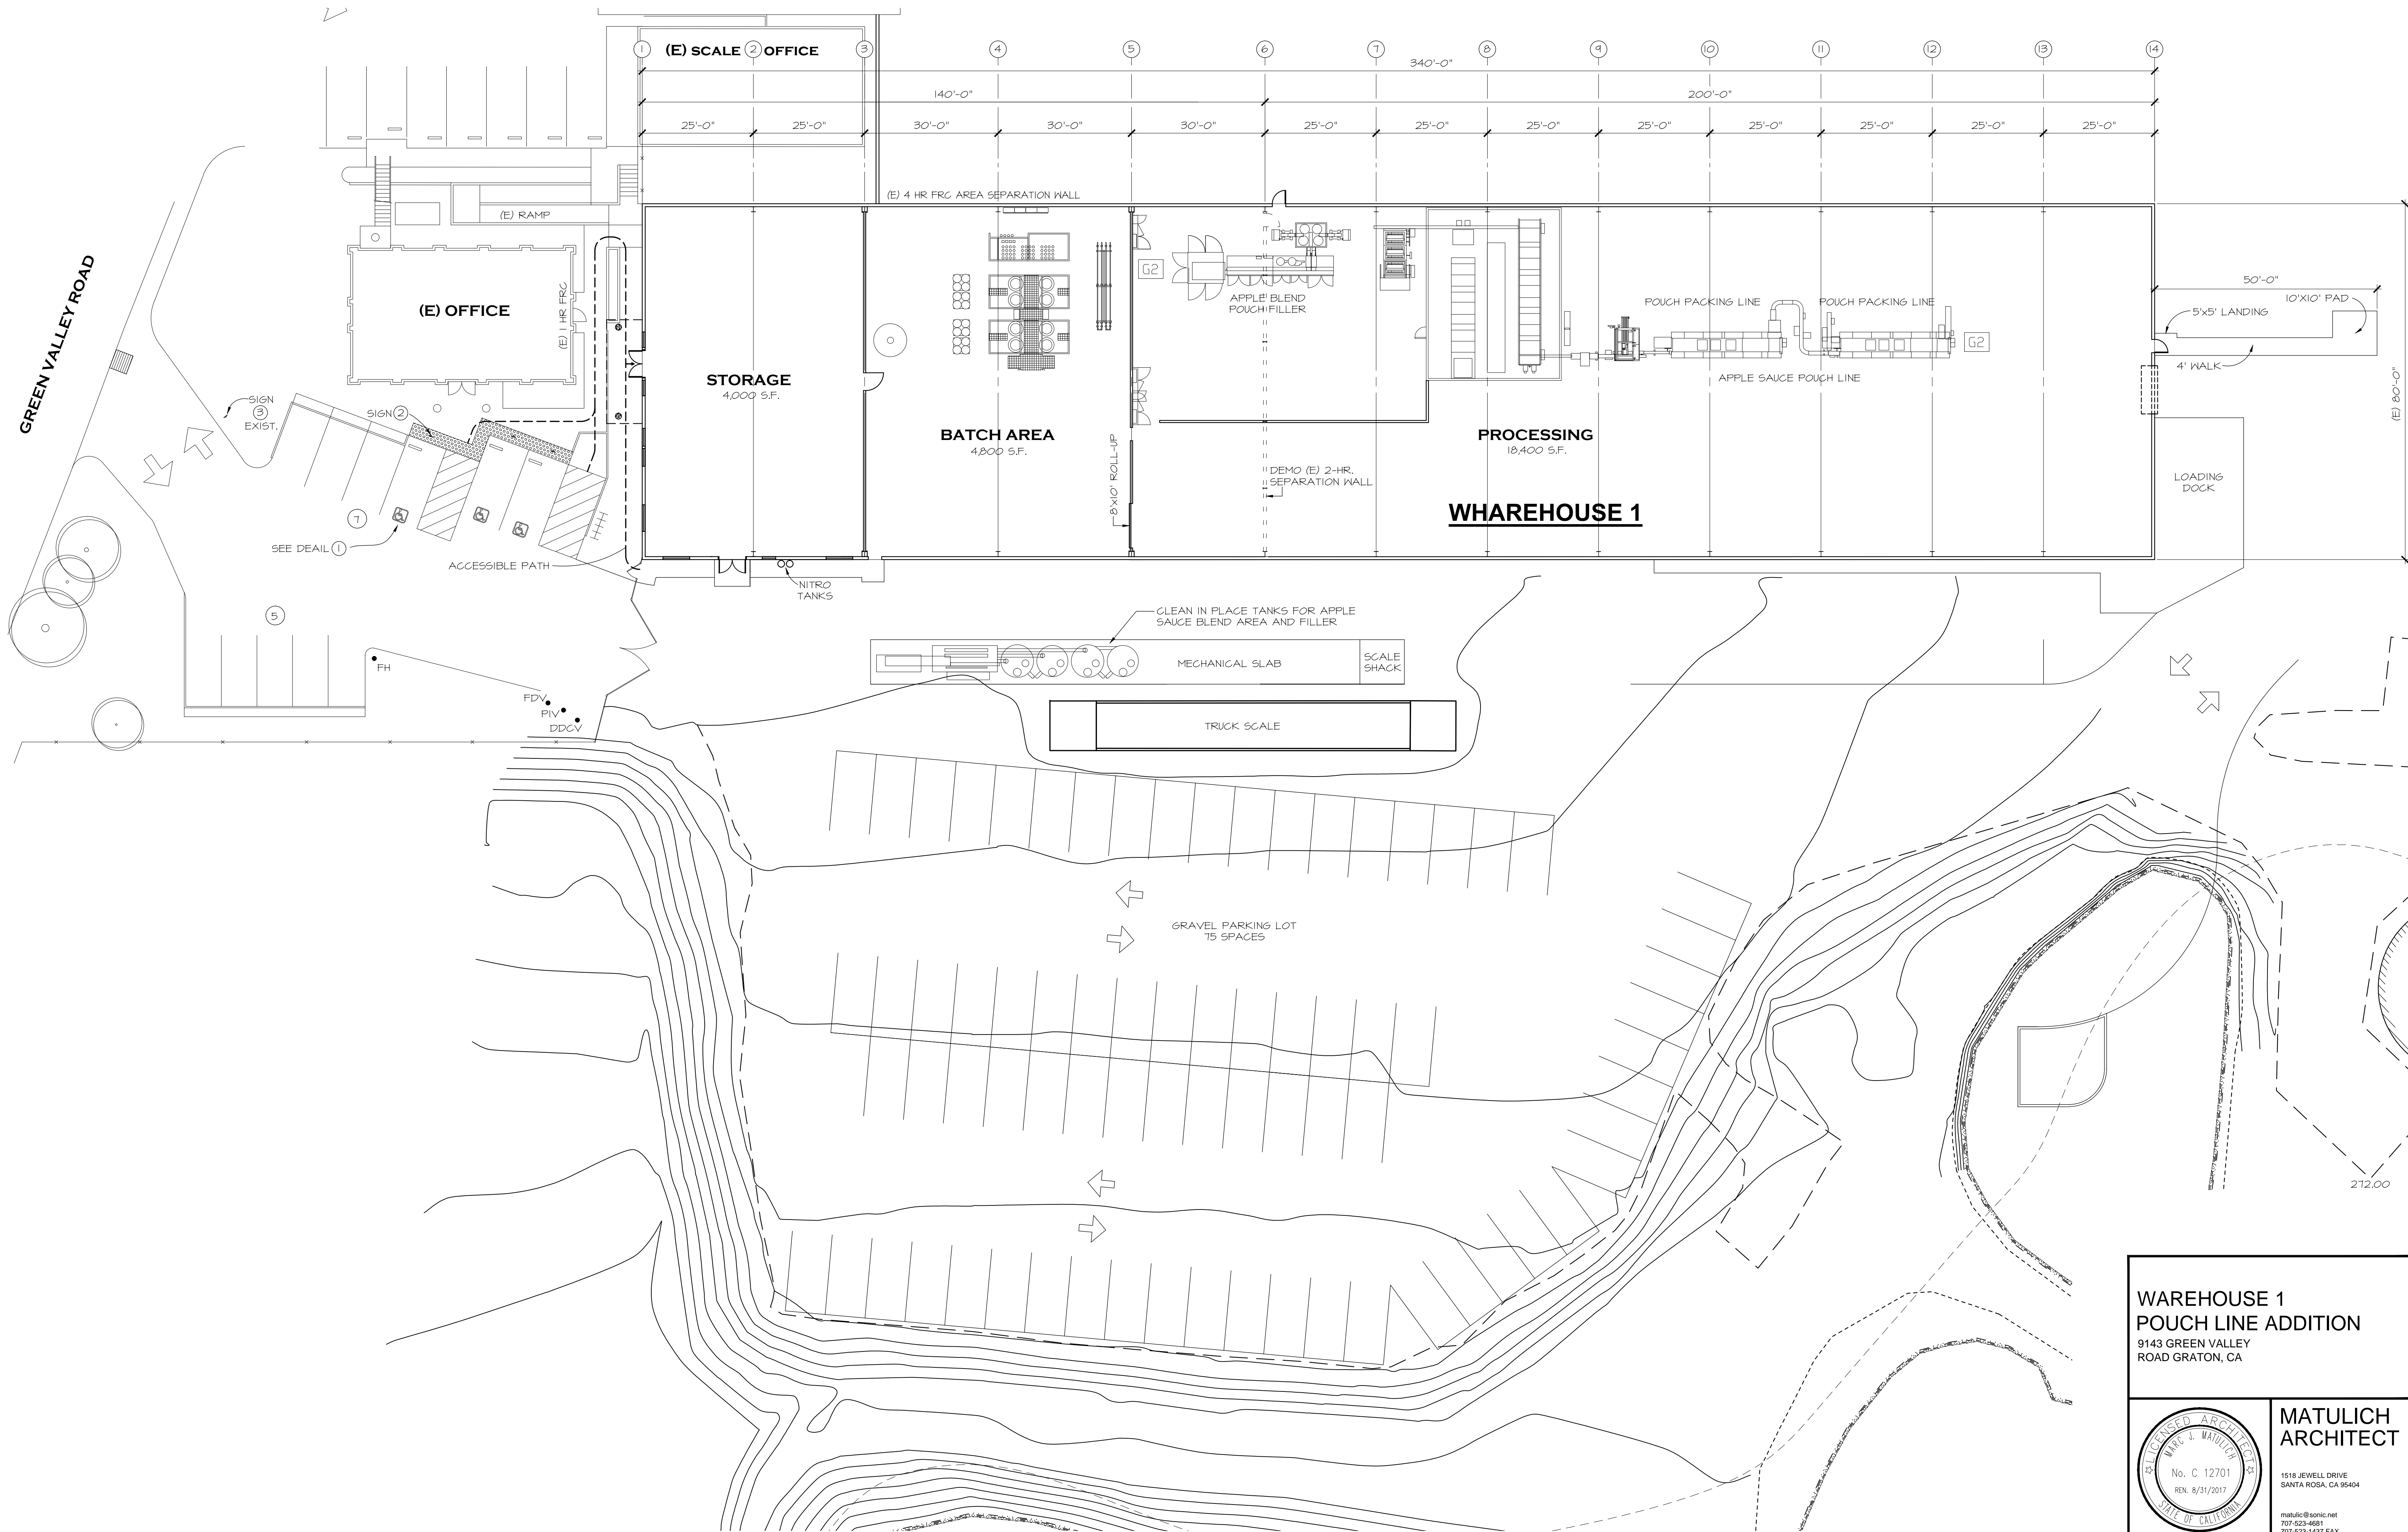 (E) SCALE OFFICE
1
2
3
4
5
6
7
8
9
10
11
12
13
14
340'-0"
140'-0"
200'-0"
25'-0"
25'-0"
30'-0"
30'-0"
30'-0"
25'-0"
25'-0"
25'-0"
25'-0"
25'-0"
25'-0"
25'-0"
25'-0"
(E) 4 HR FRC AREA SEPARATION WALL
(E) RAMP
GREEN VALLEY ROAD
(E) OFFICE
(E) 1 HR FRC
STORAGE
4,000 S.F.
BATCH AREA
4,800 S.F.
G2
APPLE BLEND
POUCH FILLER
POUCH PACKING LINE
POUCH PACKING LINE
G2
APPLE SAUCE POUCH LINE
PROCESSING
18,400 S.F.
8'X10' ROLL-UP
DEMO (E) 2-HR.
SEPARATION WALL
WHAREHOUSE 1
50'-0"
10'X10' PAD
5'x5' LANDING
4' WALK
(E) 80'-0"
LOADING
DOCK
SIGN
3
EXIST.
SIGN 2
7
SEE DEAIL 1
ACCESSIBLE PATH
NITRO
TANKS
5
FH
FDV
PIV
DDCV
CLEAN IN PLACE TANKS FOR APPLE
SAUCE BLEND AREA AND FILLER
MECHANICAL SLAB
SCALE
SHACK
TRUCK SCALE
GRAVEL PARKING LOT
75 SPACES
272.00
WAREHOUSE 1
POUCH LINE ADDITION
9143 GREEN VALLEY
ROAD GRATON, CA
LICENSED ARCHITECT
MARC J. MATULICH
No. C 12701
REN. 8/31/2017
STATE OF CALIFORNIA
MATULICH
ARCHITECT
1518 JEWELL DRIVE
SANTA ROSA, CA 95404
matulic@sonic.net
707-523-4681
707-523-1437 FAX